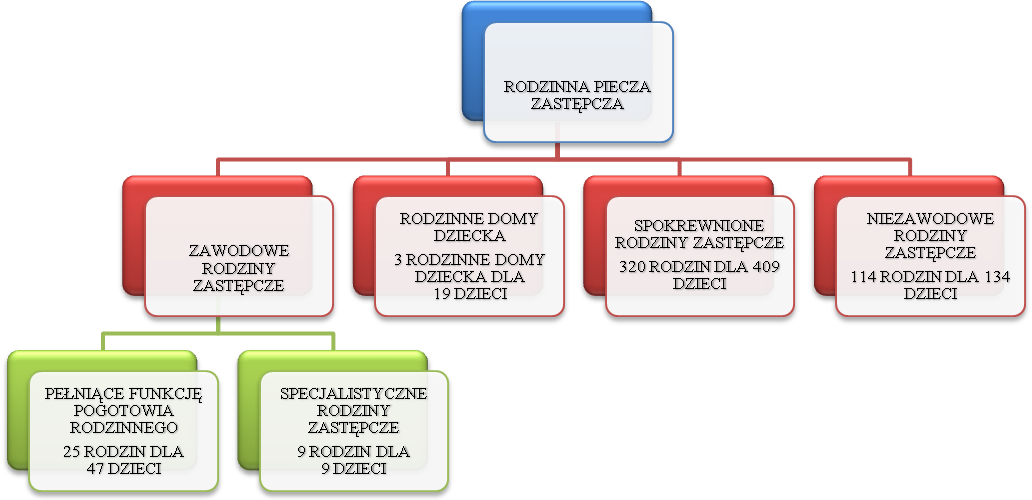 RODZINNA PIECZA
ZASTĘPCZA
ZAWODOWE
RODZINY
ZASTĘPCZE
RODZINNE DOMY
DZIECKA
3 RODZINNE DOMY
DZIECKA DLA
19 DZIECI
SPOKREWNIONE
RODZINY ZASTĘPCZE
320 RODZIN DLA 409
DZIECI
NIEZAWODOWE
RODZINY
ZASTĘPCZE
114 RODZIN DLA 134
DZIECI
PEŁNIĄCE FUNKCJĘ
POGOTOWIA
RODZINNEGO
25 RODZIN DLA
47 DZIECI
SPECJALISTYCZNE
RODZINY
ZASTĘPCZE
9 RODZIN DLA
9 DZIECI